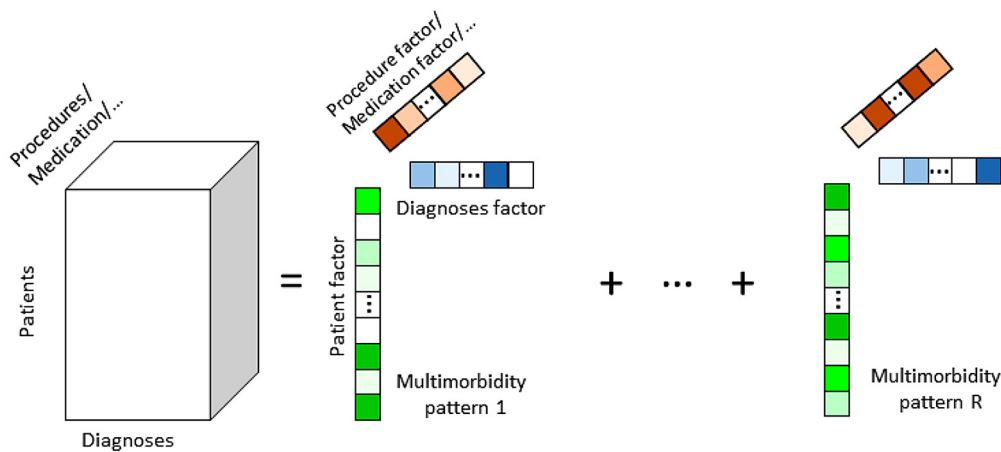 Procedures/
Medication/...
Patients
Diagnoses
=
Procedure factor/
Medication factor/...
...
...
Diagnoses factor
Patient factor
...
Multimorbidity
pattern 1
+ ... +
...
...
...
Multimorbidity
pattern R